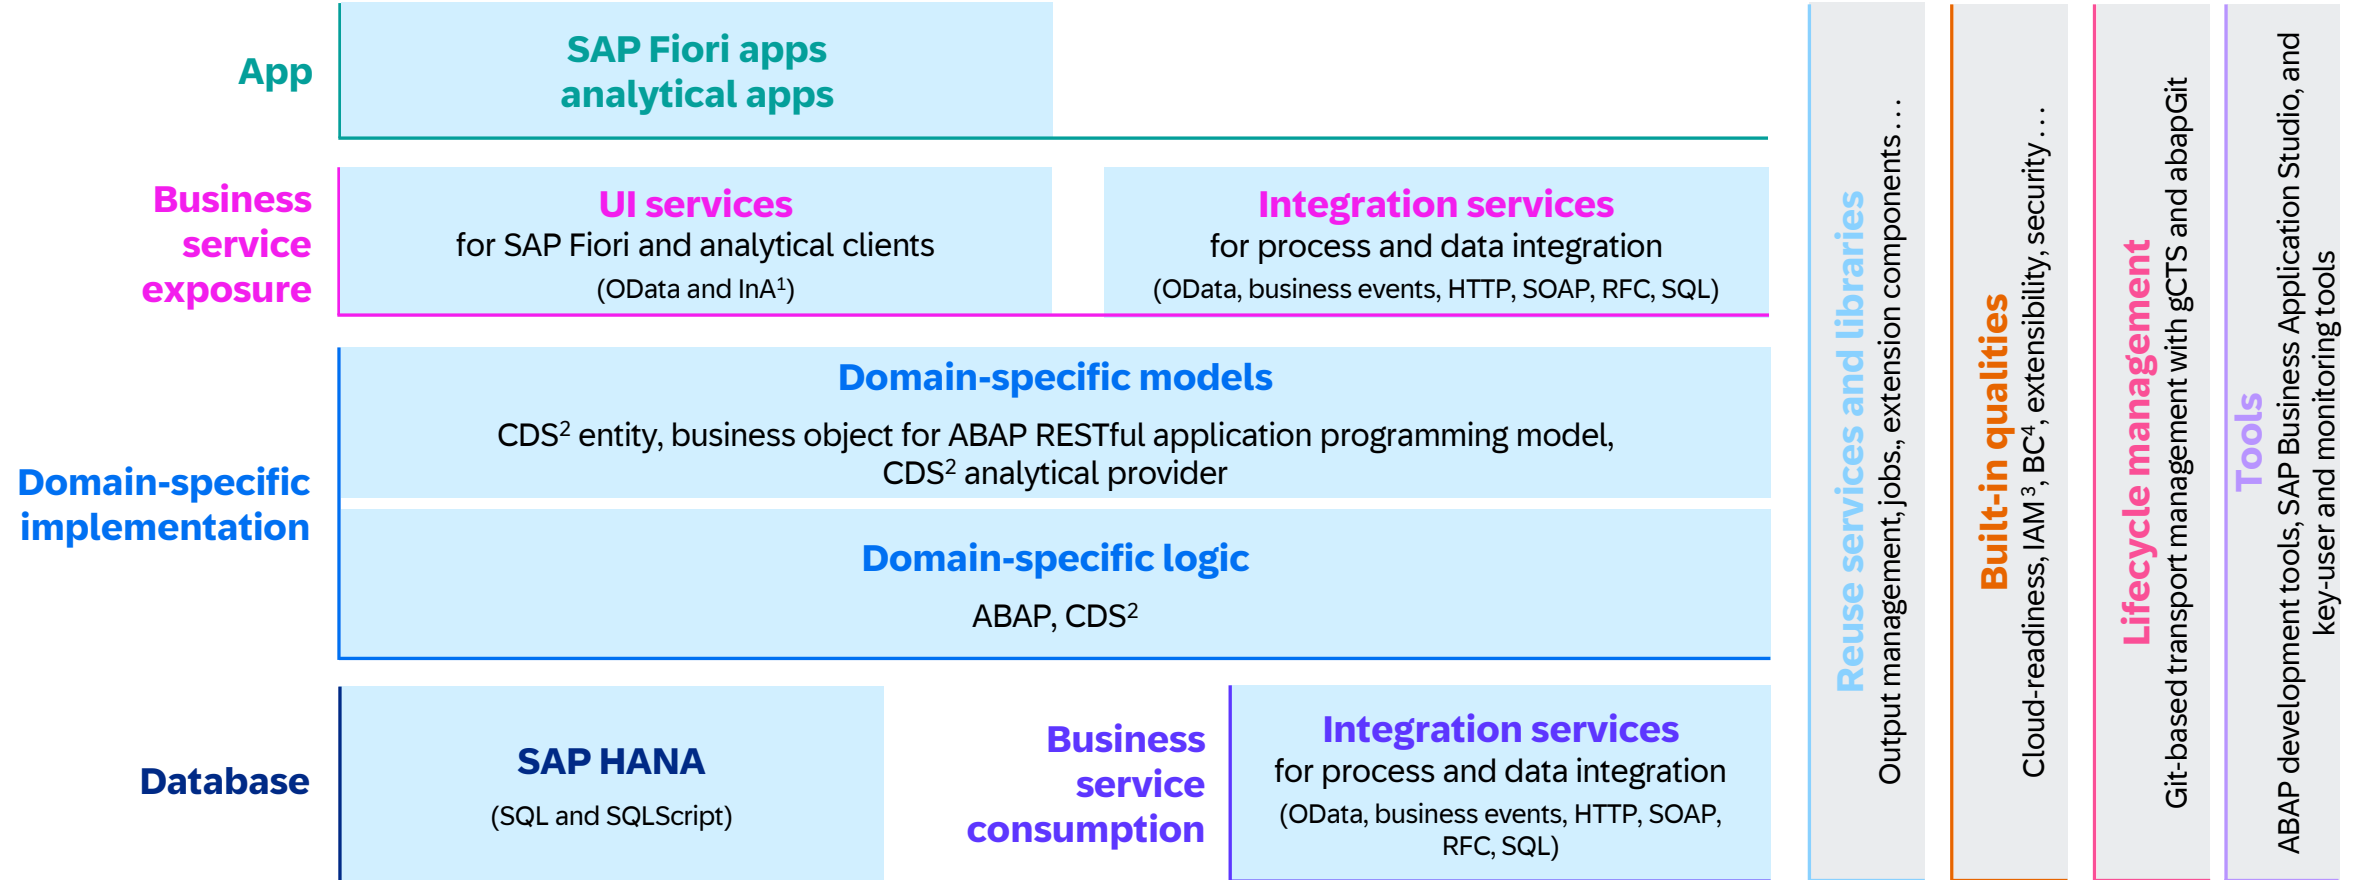 App
SAP Fiori apps
analytical apps
Business
service
exposure
UI services
for SAP Fiori and analytical clients
(OData and InA¹)
Integration services
for process and data integration
(OData, business events, HTTP, SOAP, RFC, SQL)
Domain-specific
implementation
Domain-specific models
CDS² entity, business object for ABAP RESTful application programming model,
CDS² analytical provider
Domain-specific logic
ABAP, CDS²
Database
SAP HANA
(SQL and SQLScript)
Business
service
consumption
Integration services
for process and data integration
(OData, business events, HTTP, SOAP,
RFC, SQL)
Reuse services and libraries
Output management, jobs., extension components ...
Built-in qualities
Cloud-readiness, IAM ³, BC⁴, extensibility, security ...
Lifecycle management
Git-based transport management with gCTS and abapGit
Tools
ABAP development tools, SAP Business Application Studio, and
key-user and monitoring tools